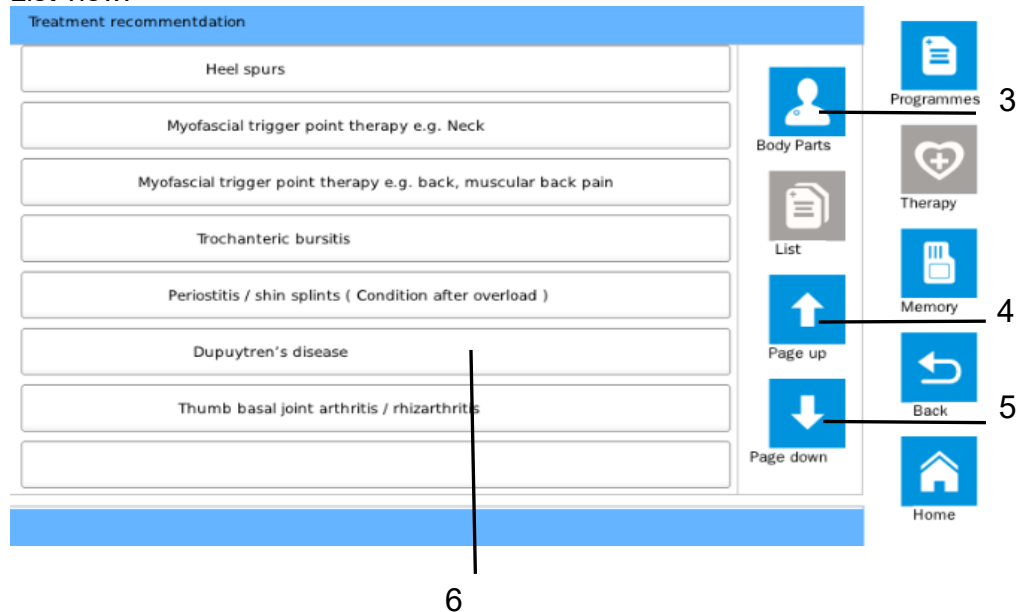 Treatment recommentdation
Heel spurs
Myofascial trigger point therapy e.g. Neck
Myofascial trigger point therapy e.g. back, muscular back pain
Trochanteric bursitis
Periostitis / shin splints ( Condition after overload )
Dupuytren's disease
Thumb basal joint arthritis / rhizarthritis
Body Parts
List
Page up
Page down
Programmes
Therapy
Memory
Back
Home
3
4
5
6